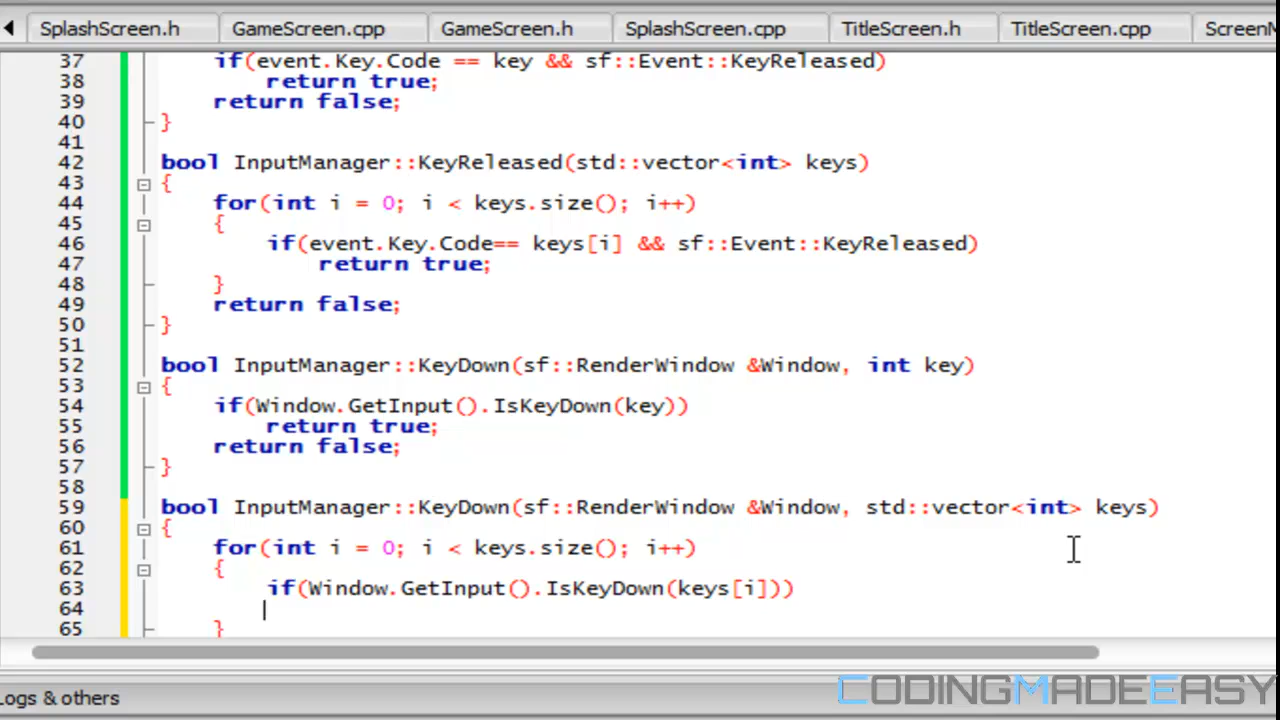 SplashScreen.h GameScreen.cpp GameScreen.h SplashScreen.cpp TitleScreen.h TitleScreen.cpp ScreenM
37 if(event.Key.Code == key && sf::Event::KeyReleased)
38 return true;
39 return false;
40 }
41
42 bool InputManager::KeyReleased(std::vector<int> keys)
43 {
44 for(int i = 0; i < keys.size(); i++)
45 {
46 if(event.Key.Code== keys[i] && sf::Event::KeyReleased)
47 return true;
48 }
49 return false;
50 }
51
52 bool InputManager::KeyDown(sf::RenderWindow &Window, int key)
53 {
54 if(Window.GetInput().IsKeyDown(key))
55 return true;
56 return false;
57 }
58
59 bool InputManager::KeyDown(sf::RenderWindow &Window, std::vector<int> keys)
60 {
61 for(int i = 0; i < keys.size(); i++)
62 {
63 if(Window.GetInput().IsKeyDown(keys[i]))
64
65 }
Logs & others
CODINGMADEEASY